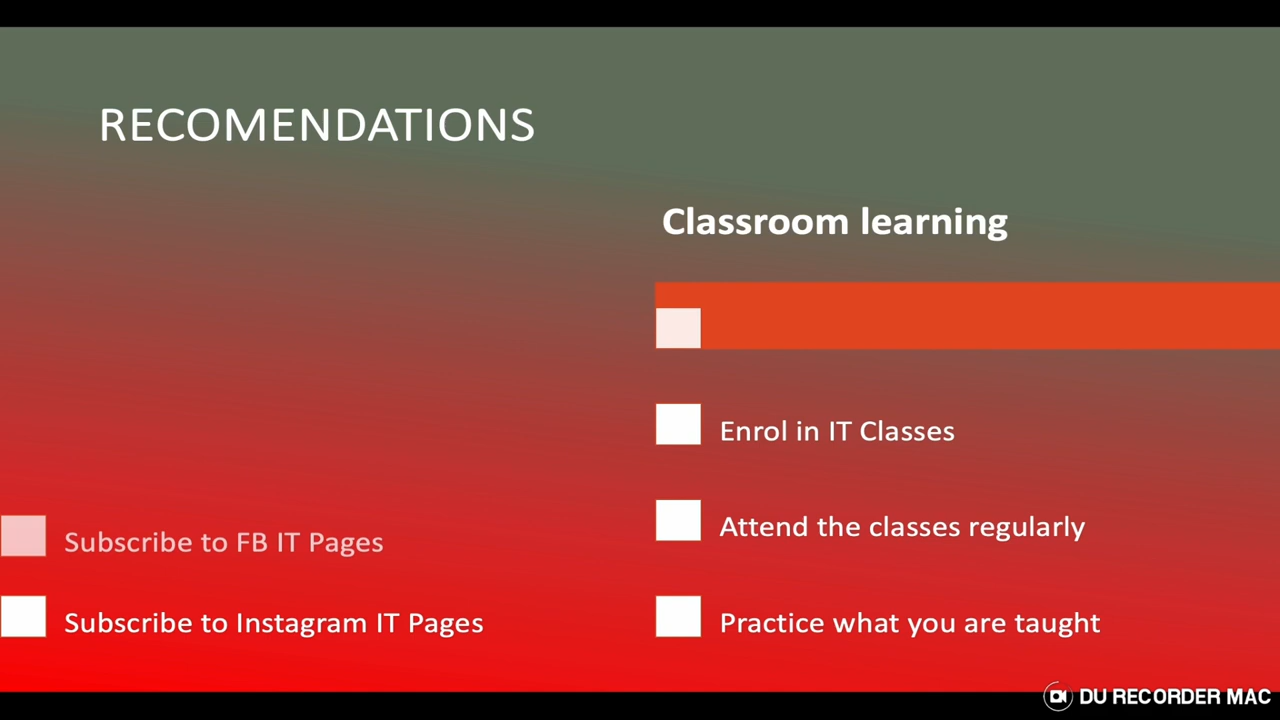 RECOMENDATIONS
Classroom learning
Enrol in IT Classes
Attend the classes regularly
Practice what you are taught
Subscribe to FB IT Pages
Subscribe to Instagram IT Pages
DU RECORDER MAC